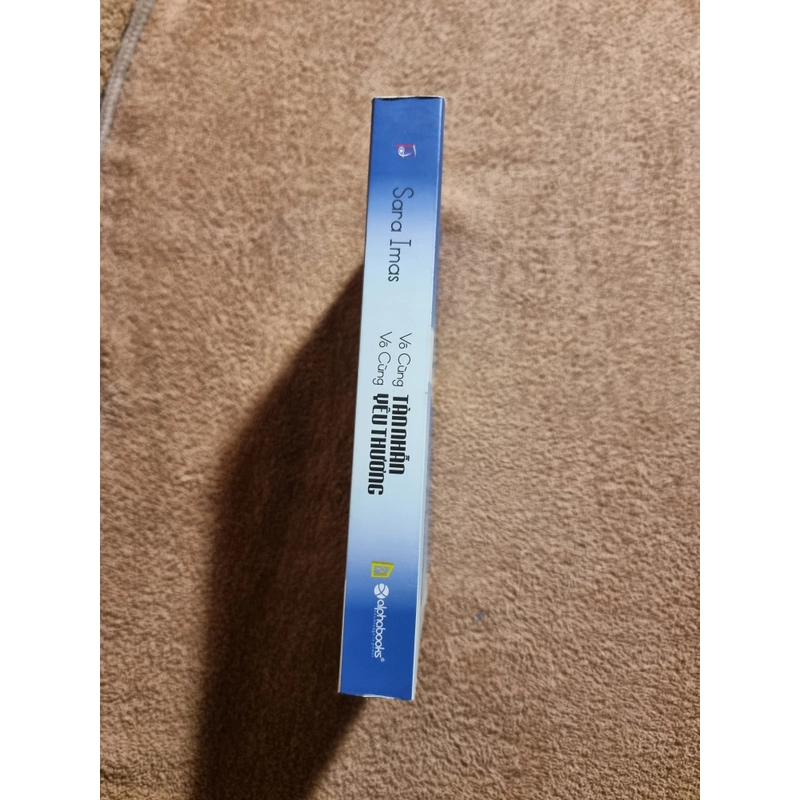 Sara Imas
Vô Cùng TÀN NHẪN
Vô Cùng YÊU THƯƠNG
alphabooks®